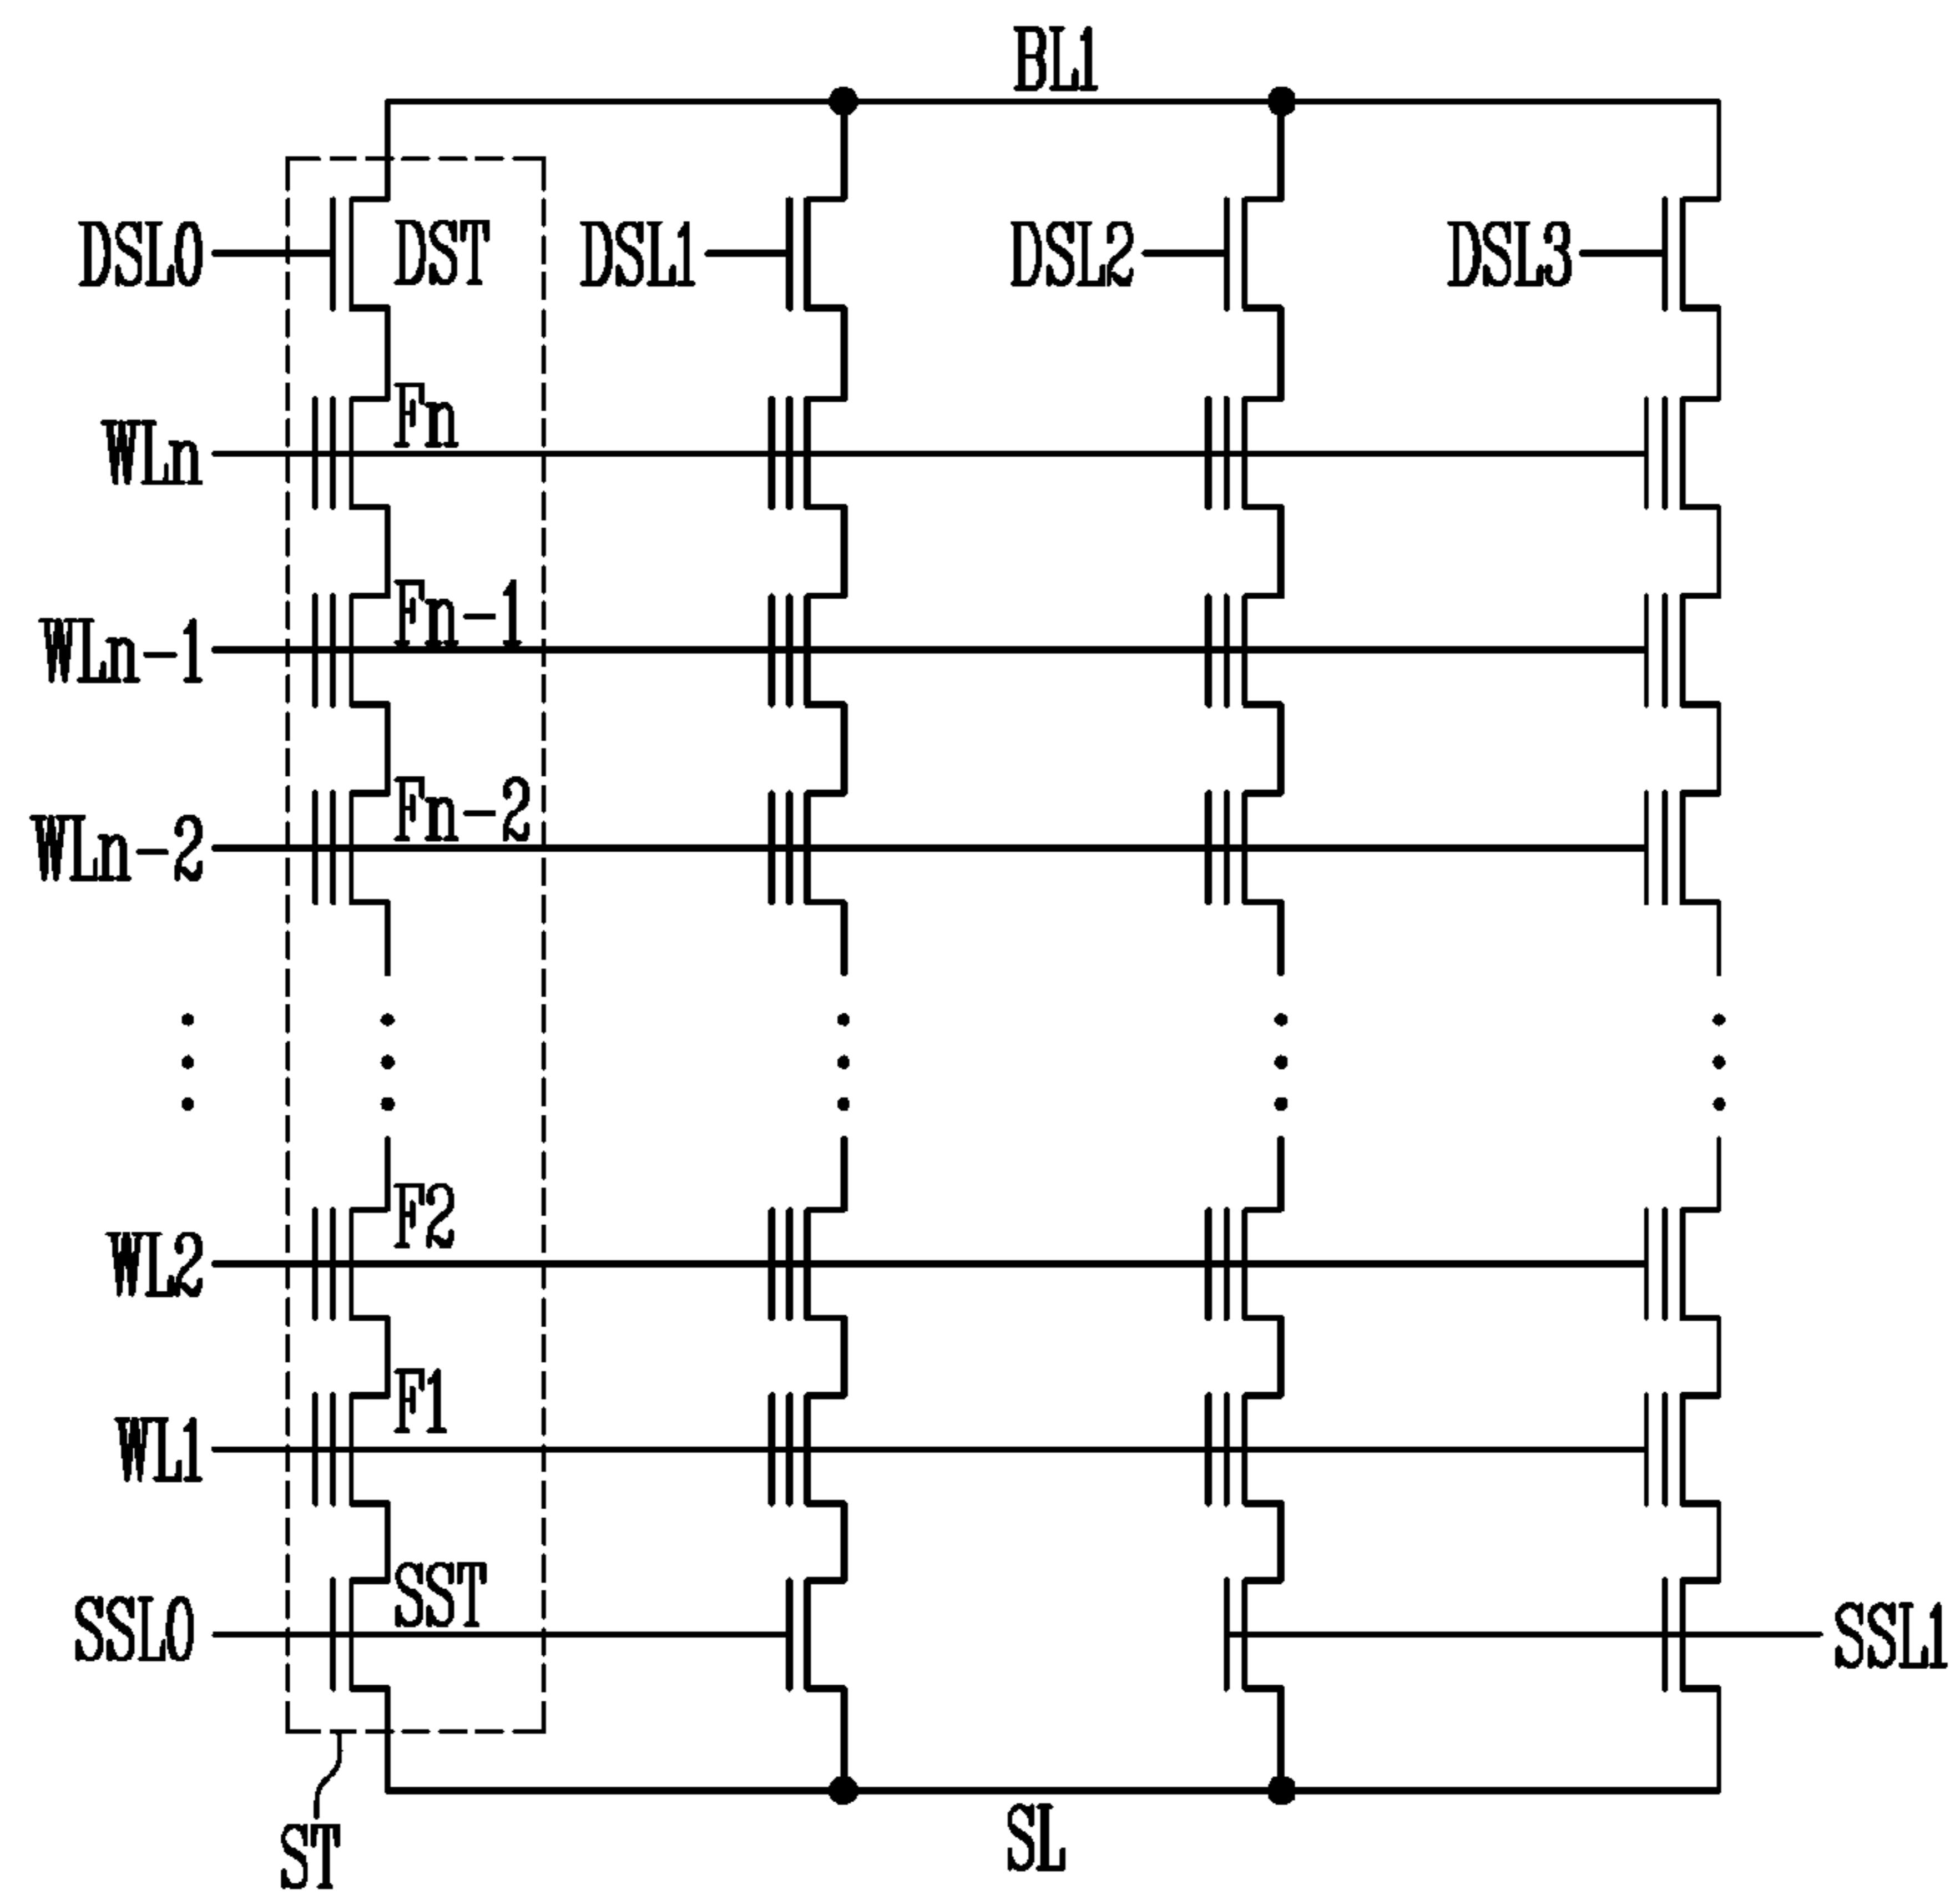 BL1
DSL0 DST DSL1 DSL2 DSL3
Fn
WLn
Fn-1
WLn-1
Fn-2
WLn-2
F2
WL2
F1
WL1
SST
SSL0 SSL1
SL
ST